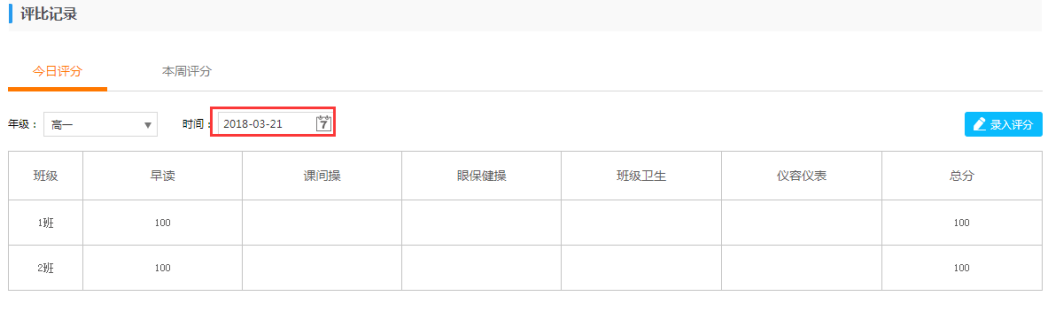 评比记录
今日评分 本周评分
年级： 高一 ▼ 时间： 2018-03-21 7 录入评分
班级 早读 课间操 眼保健操 班级卫生 仪容仪表 总分
1班 100 100
2班 100 100